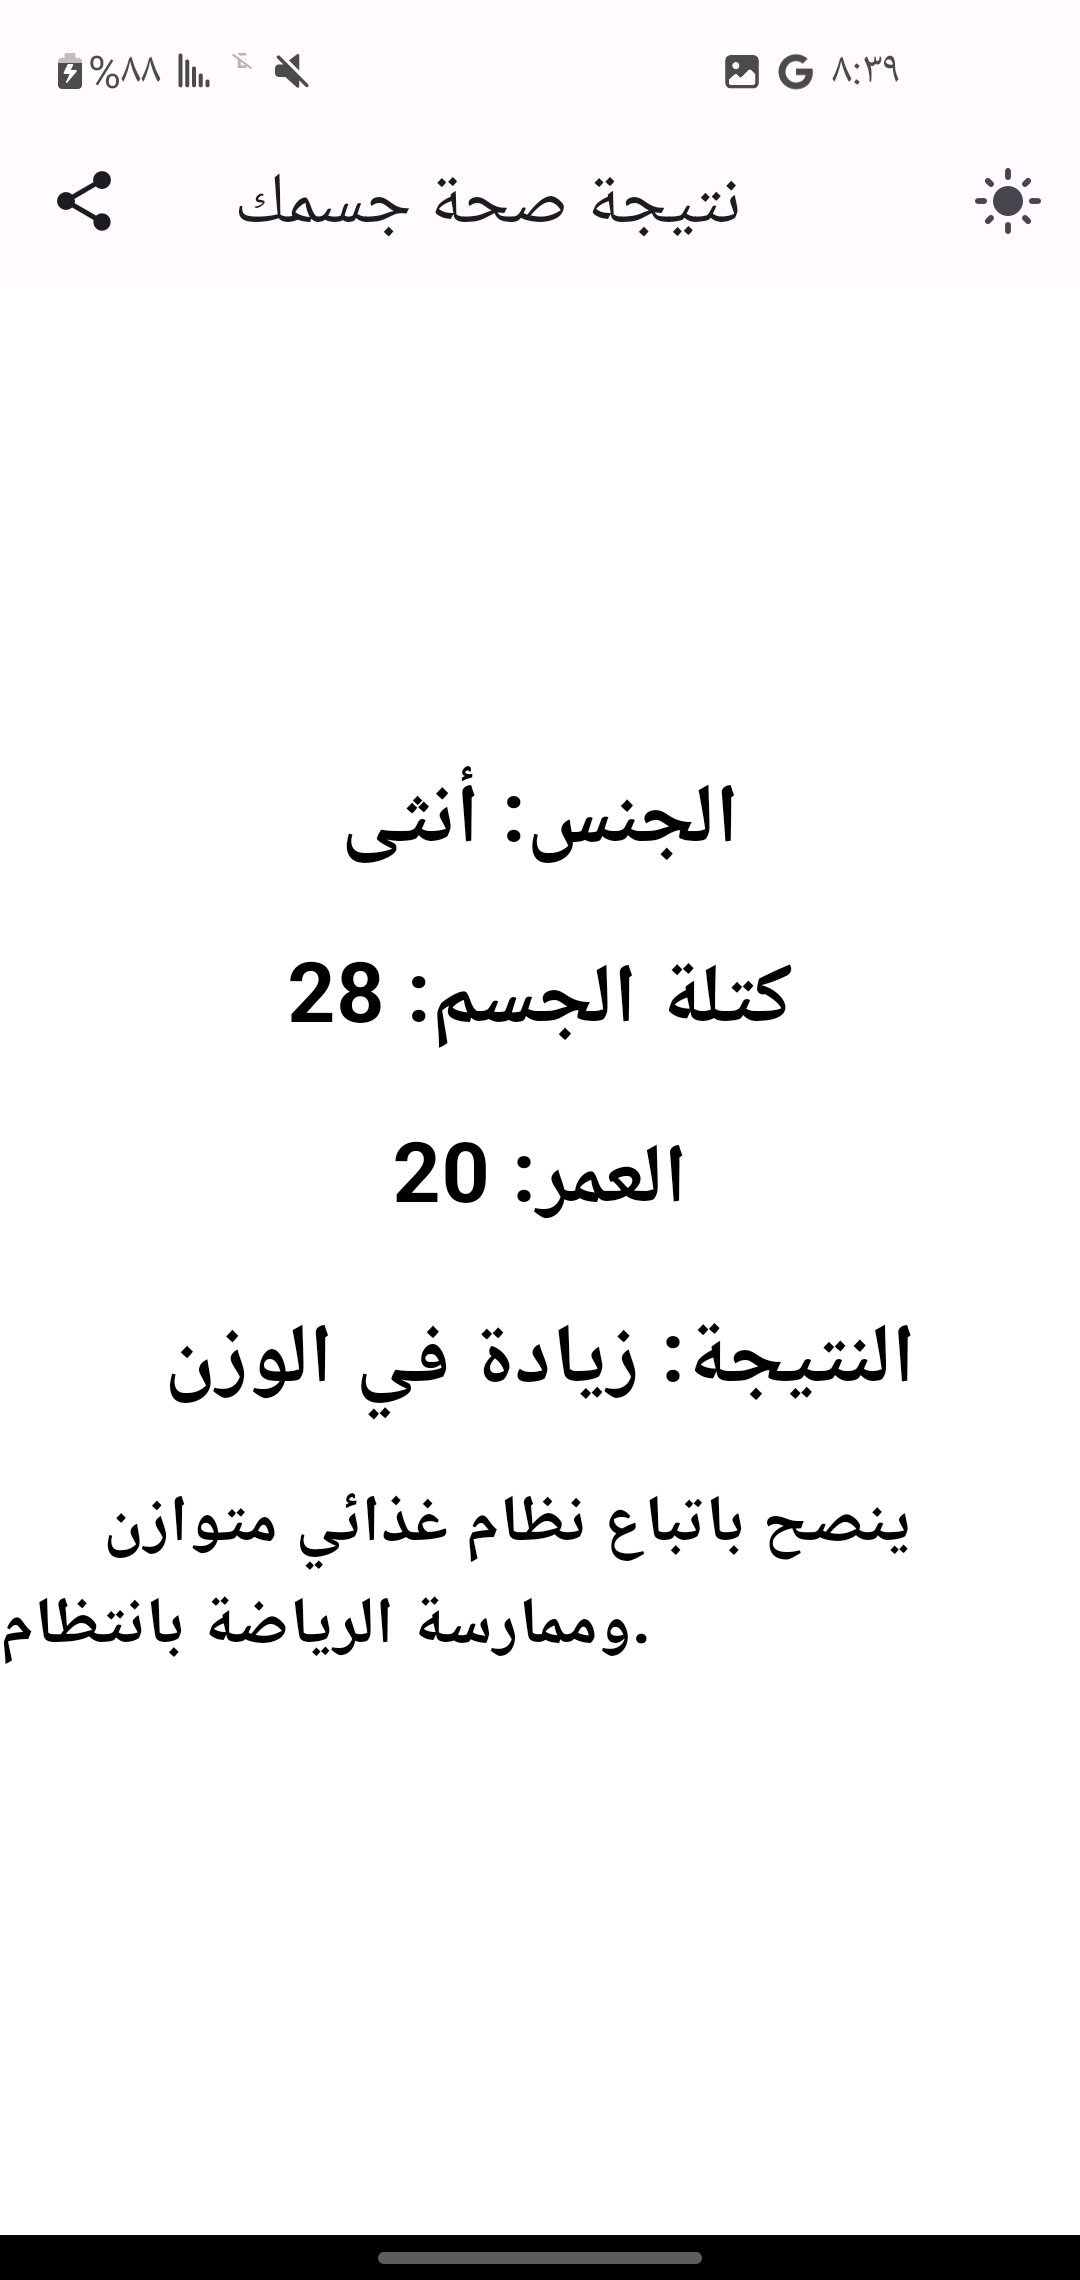 ٨:٣٩
%٨٨
نتيجة صحة جسمك
الجنس: أنثى
كتلة الجسم: 28
العمر: 20
النتيجة: زيادة في الوزن
ينصح باتباع نظام غذائي متوازن
وممارسة الرياضة بانتظام.